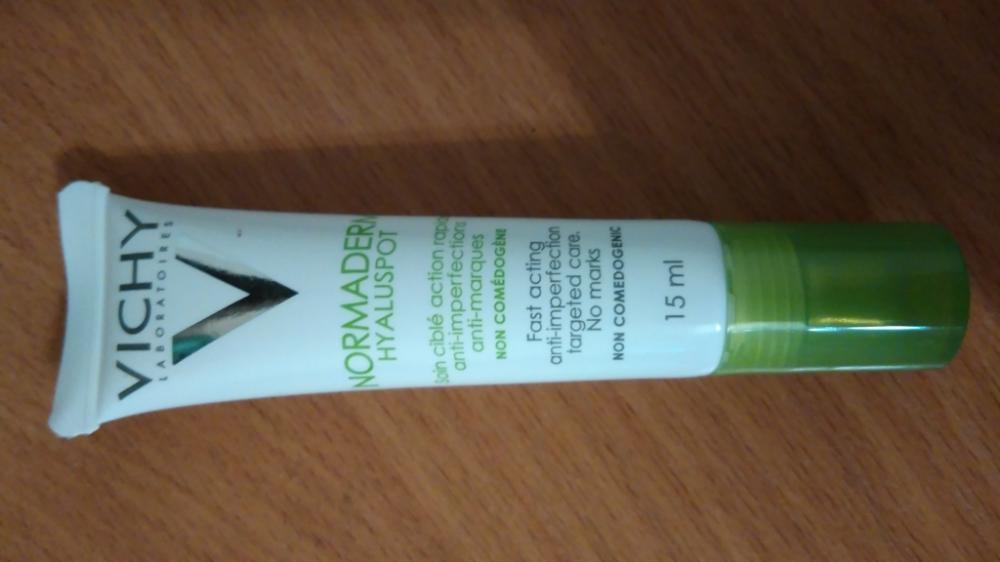 VICHY
LABORATOIRES
NORMADERM
HYALUSPOT
Soin ciblé action
anti-imperfections
anti-marques
NON COMÉDOGÈNE
Fast acting
anti-imperfection
targeted care.
No marks
NON COMEDOGENIC
15 ml